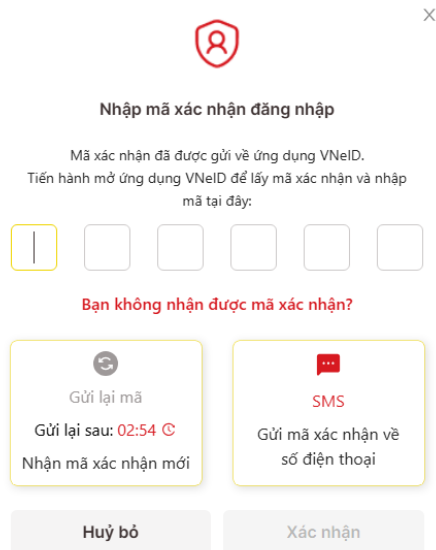 Nhập mã xác nhận đăng nhập
Mã xác nhận đã được gửi về ứng dụng VNeID.
Tiến hành mở ứng dụng VNeID để lấy mã xác nhận và nhập
mã tại đây:
Bạn không nhận được mã xác nhận?
Gửi lại mã
Gửi lại sau: 02:54
Nhận mã xác nhận mới
SMS
Gửi mã xác nhận về
số điện thoại
Huỷ bỏ
Xác nhận